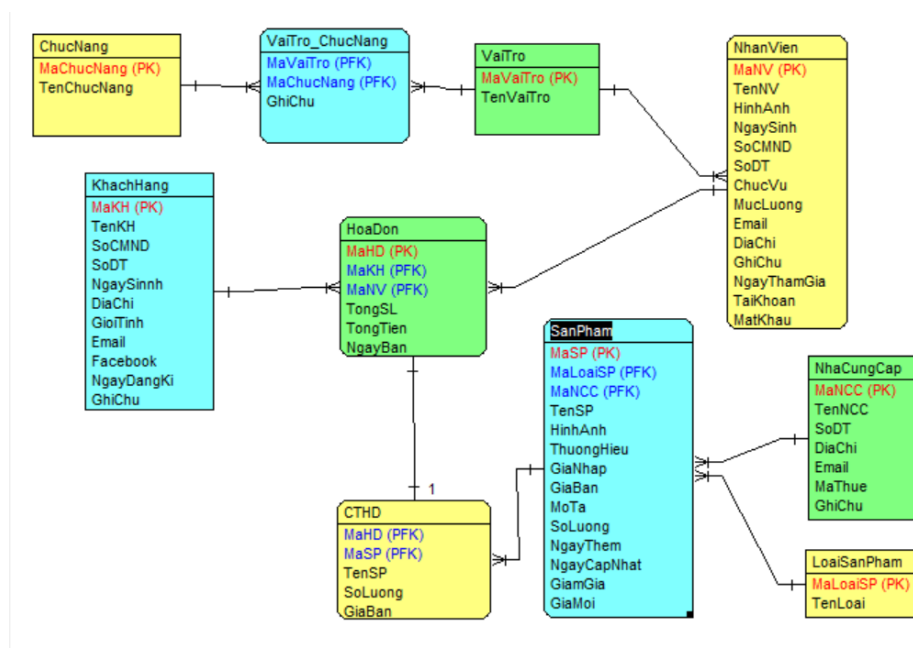 ChucNang
MaChucNang (PK)
TenChucNang
VaiTro_ChucNang
MaVaiTro (PFK)
MaChucNang (PFK)
GhiChu
VaiTro
MaVaiTro (PK)
TenVaiTro
NhanVien
MaNV (PK)
TenNV
HinhAnh
NgaySinh
SoCMND
SoDT
ChucVu
MucLuong
Email
DiaChi
GhiChu
NgayThamGia
TaiKhoan
MatKhau
KhachHang
MaKH (PK)
TenKH
SoCMND
SoDT
NgaySinnh
DiaChi
GioiTinh
Email
Facebook
NgayDangKi
GhiChu
HoaDon
MaHD (PK)
MaKH (PFK)
MaNV (PFK)
TongSL
TongTien
NgayBan
SanPham
MaSP (PK)
MaLoaiSP (PFK)
MaNCC (PFK)
TenSP
HinhAnh
ThuongHieu
GiaNhap
GiaBan
MoTa
SoLuong
NgayThem
NgayCapNhat
GiamGia
GiaMoi
NhaCungCap
MaNCC (PK)
TenNCC
SoDT
DiaChi
Email
MaThue
GhiChu
1
CTHD
MaHD (PFK)
MaSP (PFK)
TenSP
SoLuong
GiaBan
LoaiSanPham
MaLoaiSP (PK)
TenLoai